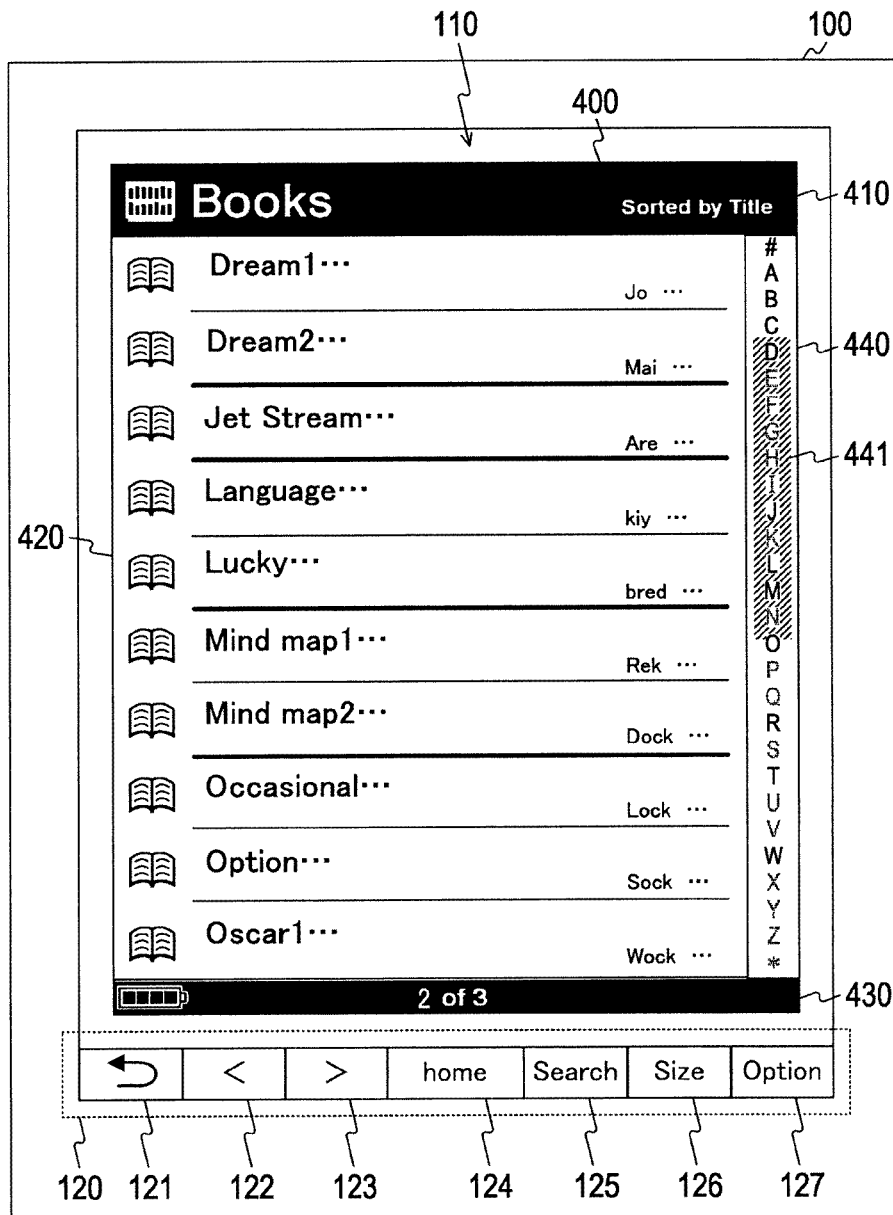 110
100
400
Books
Sorted by Title
410
Dream1···
Jo ···
Dream2···
Mai ···
Jet Stream···
Are ···
Language···
kiy ···
Lucky···
bred ···
Mind map1···
Rek ···
Mind map2···
Dock ···
Occasional···
Lock ···
Option···
Sock ···
Oscar1···
Wock ···
#
A
B
C
D
E
F
G
H
I
J
K
L
M
N
O
P
Q
R
S
T
U
V
W
X
Y
Z
*
440
441
420
2 of 3
430
<
>
home
Search
Size
Option
120
121
122
123
124
125
126
127